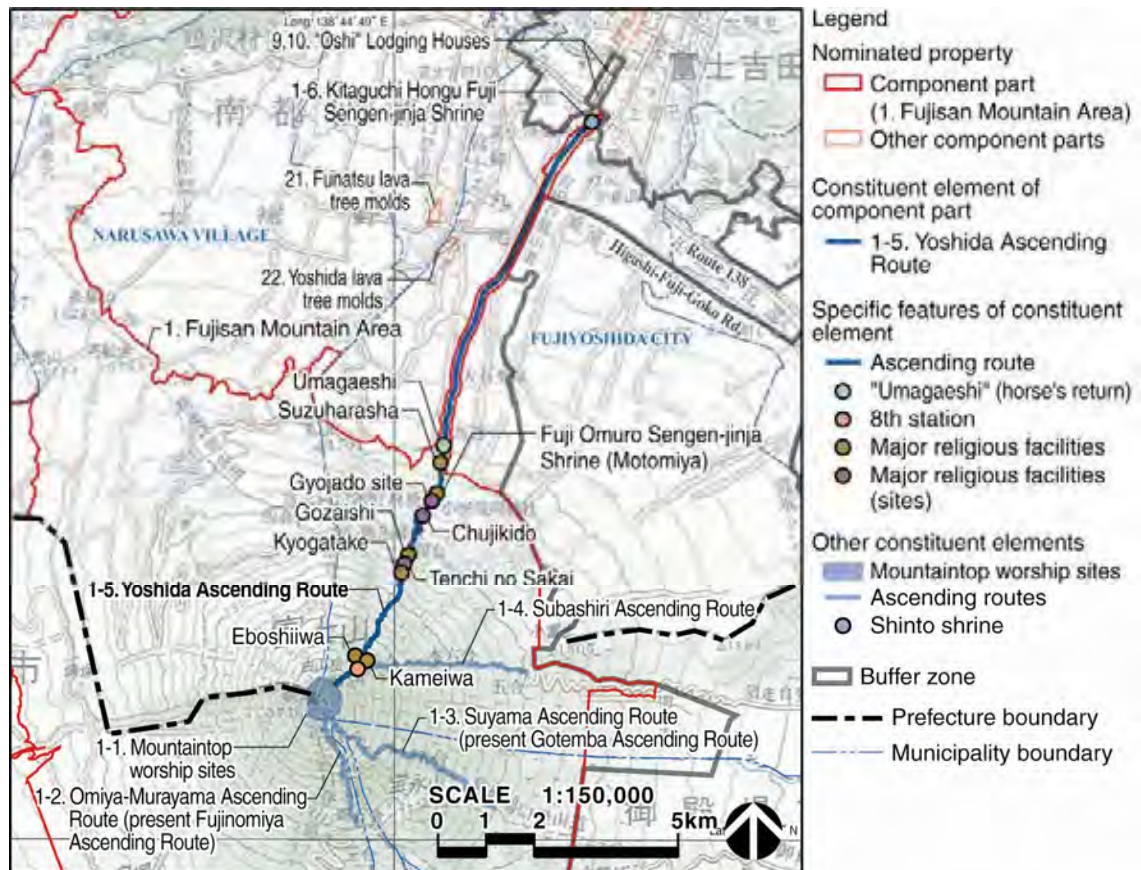 Long 138°44'49" E
9.10. "Oshi" Lodging Houses
富士吉田
1-6. Kitaguchi Hongu Fuji
Sengen-jinja Shrine
南都
21. Funatsu lava
tree molds
NARUSAWA VILLAGE
Route 138
Higashi-Fuji-Goko Rd.
22. Yoshida lava
tree molds
1. Fujisan Mountain Area
FUJIYOSHIDA CITY
Umagaeshi
Suzuharasha
Fuji Omuro Sengen-jinja
Shrine (Motomiya)
Gyojado site
Gozaishi
Chujikido
Kyogatake
Tenchi no Sakai
1-5. Yoshida Ascending Route
1-4. Subashiri Ascending Route
Eboshiiwa
Kameiwa
市
1-3. Suyama Ascending Route
(present Gotemba Ascending Route)
1-1. Mountaintop
worship sites
1-2. Omiya-Murayama Ascending
Route (present Fujinomiya
Ascending Route)
SCALE 1:150,000
0 1 2 5km
N
Legend
Nominated property
Component part
(1. Fujisan Mountain Area)
Other component parts
Constituent element of
component part
1-5. Yoshida Ascending
Route
Specific features of constituent
element
Ascending route
"Umagaeshi" (horse's return)
8th station
Major religious facilities
Major religious facilities
(sites)
Other constituent elements
Mountaintop worship sites
Ascending routes
Shinto shrine
Buffer zone
Prefecture boundary
Municipality boundary